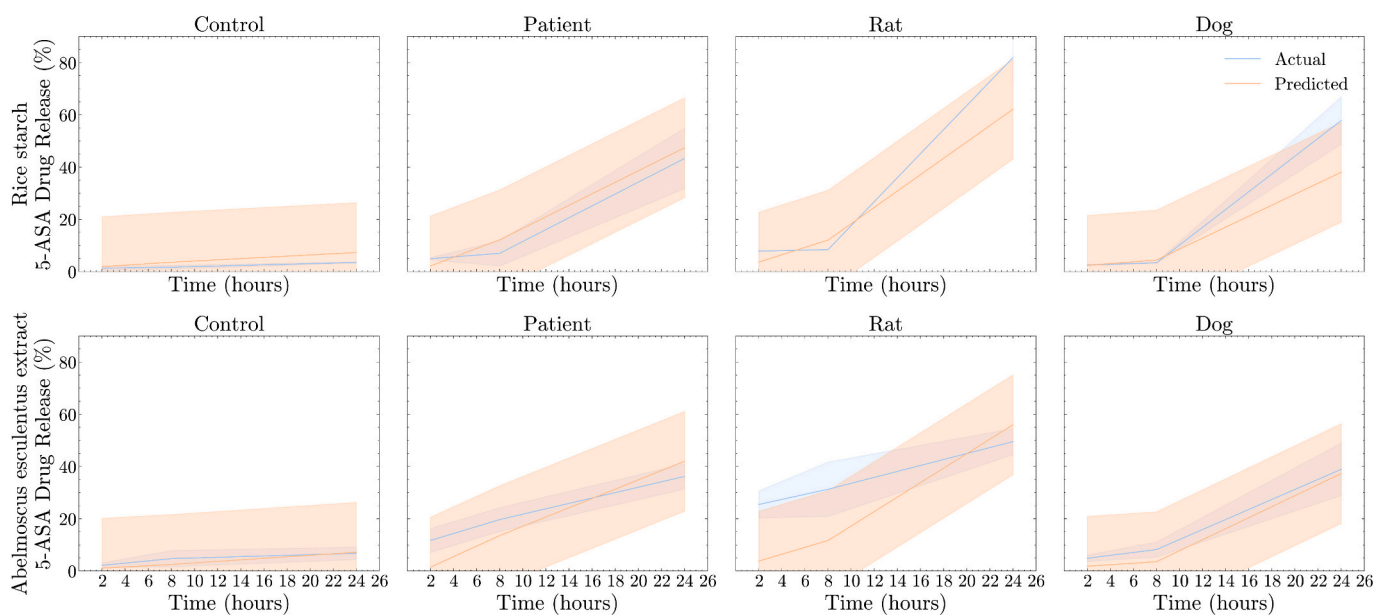 Control
Patient
Rat
Dog
Rice starch
5-ASA Drug Release (%)
80
60
40
20
0
Actual
Predicted
Time (hours)
Time (hours)
Time (hours)
Time (hours)
Control
Patient
Rat
Dog
Abelmoscus esculentus extract
5-ASA Drug Release (%)
80
60
40
20
0
2 4 6 8 10 12 14 16 18 20 22 24 26
2 4 6 8 10 12 14 16 18 20 22 24 26
2 4 6 8 10 12 14 16 18 20 22 24 26
2 4 6 8 10 12 14 16 18 20 22 24 26
Time (hours)
Time (hours)
Time (hours)
Time (hours)